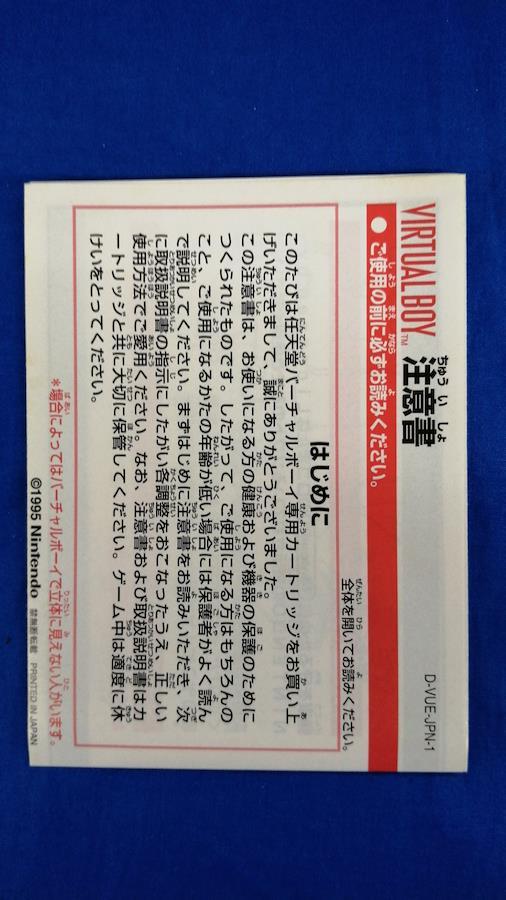 D-VUE-JPN-1
VIRTUAL BOY™ 注意書
ちゅういしょ
●ご使用の前に必ずお読みください。
全体を開いてお読みください。
はじめに
このたびは任天堂バーチャルボーイ専用カートリッジをお買い上
げいただきまして、誠にありがとうございました。
この注意書は、お使いになる方の健康および機器の保護のために
つくられたものです。したがって、ご使用になる方はもちろんの
こと、ご使用になるかたの年齢が低い場合には保護者がよく読ん
で説明してください。まずはじめに注意書をお読みいただき、次
に取扱説明書の指示にしたがい各調整をおこなったうえ、正しい
使用方法でご愛用ください。なお、注意書および取扱説明書はカ
ートリッジと共に大切に保管してください。ゲーム中は適度に休
けいをとってください。
*場合によってはバーチャルボーイで立体に見えない人がいます。
©1995 Nintendo 禁無断転載 PRINTED IN JAPAN